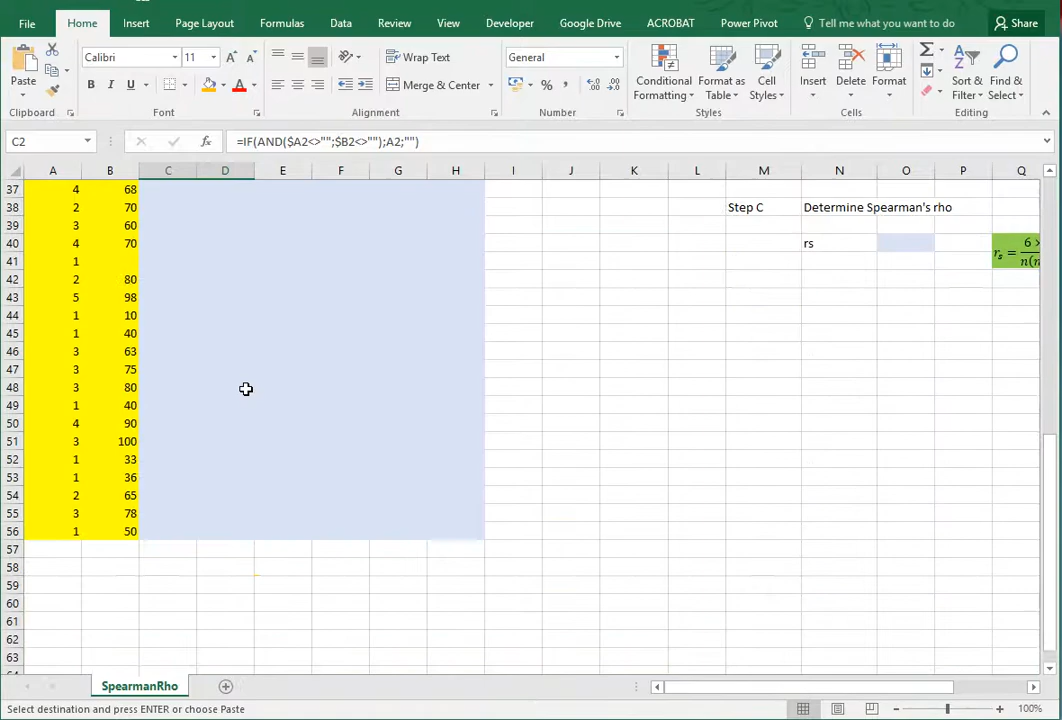 File Home Insert Page Layout Formulas Data Review View Developer Google Drive ACROBAT Power Pivot Tell me what you want to do Share
Calibri 11 Wrap Text General
Paste B I U Merge & Center Conditional Formatting Format as Table Cell Styles Insert Delete Format Sort & Filter Find & Select
Clipboard Font Alignment Number Styles Cells Editing
C2 fx =IF(AND($A2<>"";$B2<>"");A2;"")
A B C D E F G H I J K L M N O P Q
37 4 68
38 2 70 Step C Determine Spearman's rho
39 3 60
40 4 70 rs
41 1
42 2 80
43 5 98
44 1 10
45 1 40
46 3 63
47 3 75
48 3 80
49 1 40
50 4 90
51 3 100
52 1 33
53 1 36
54 2 65
55 3 78
56 1 50
57
58
59
60
61
62
63
SpearmanRho
Select destination and press ENTER or choose Paste 100%